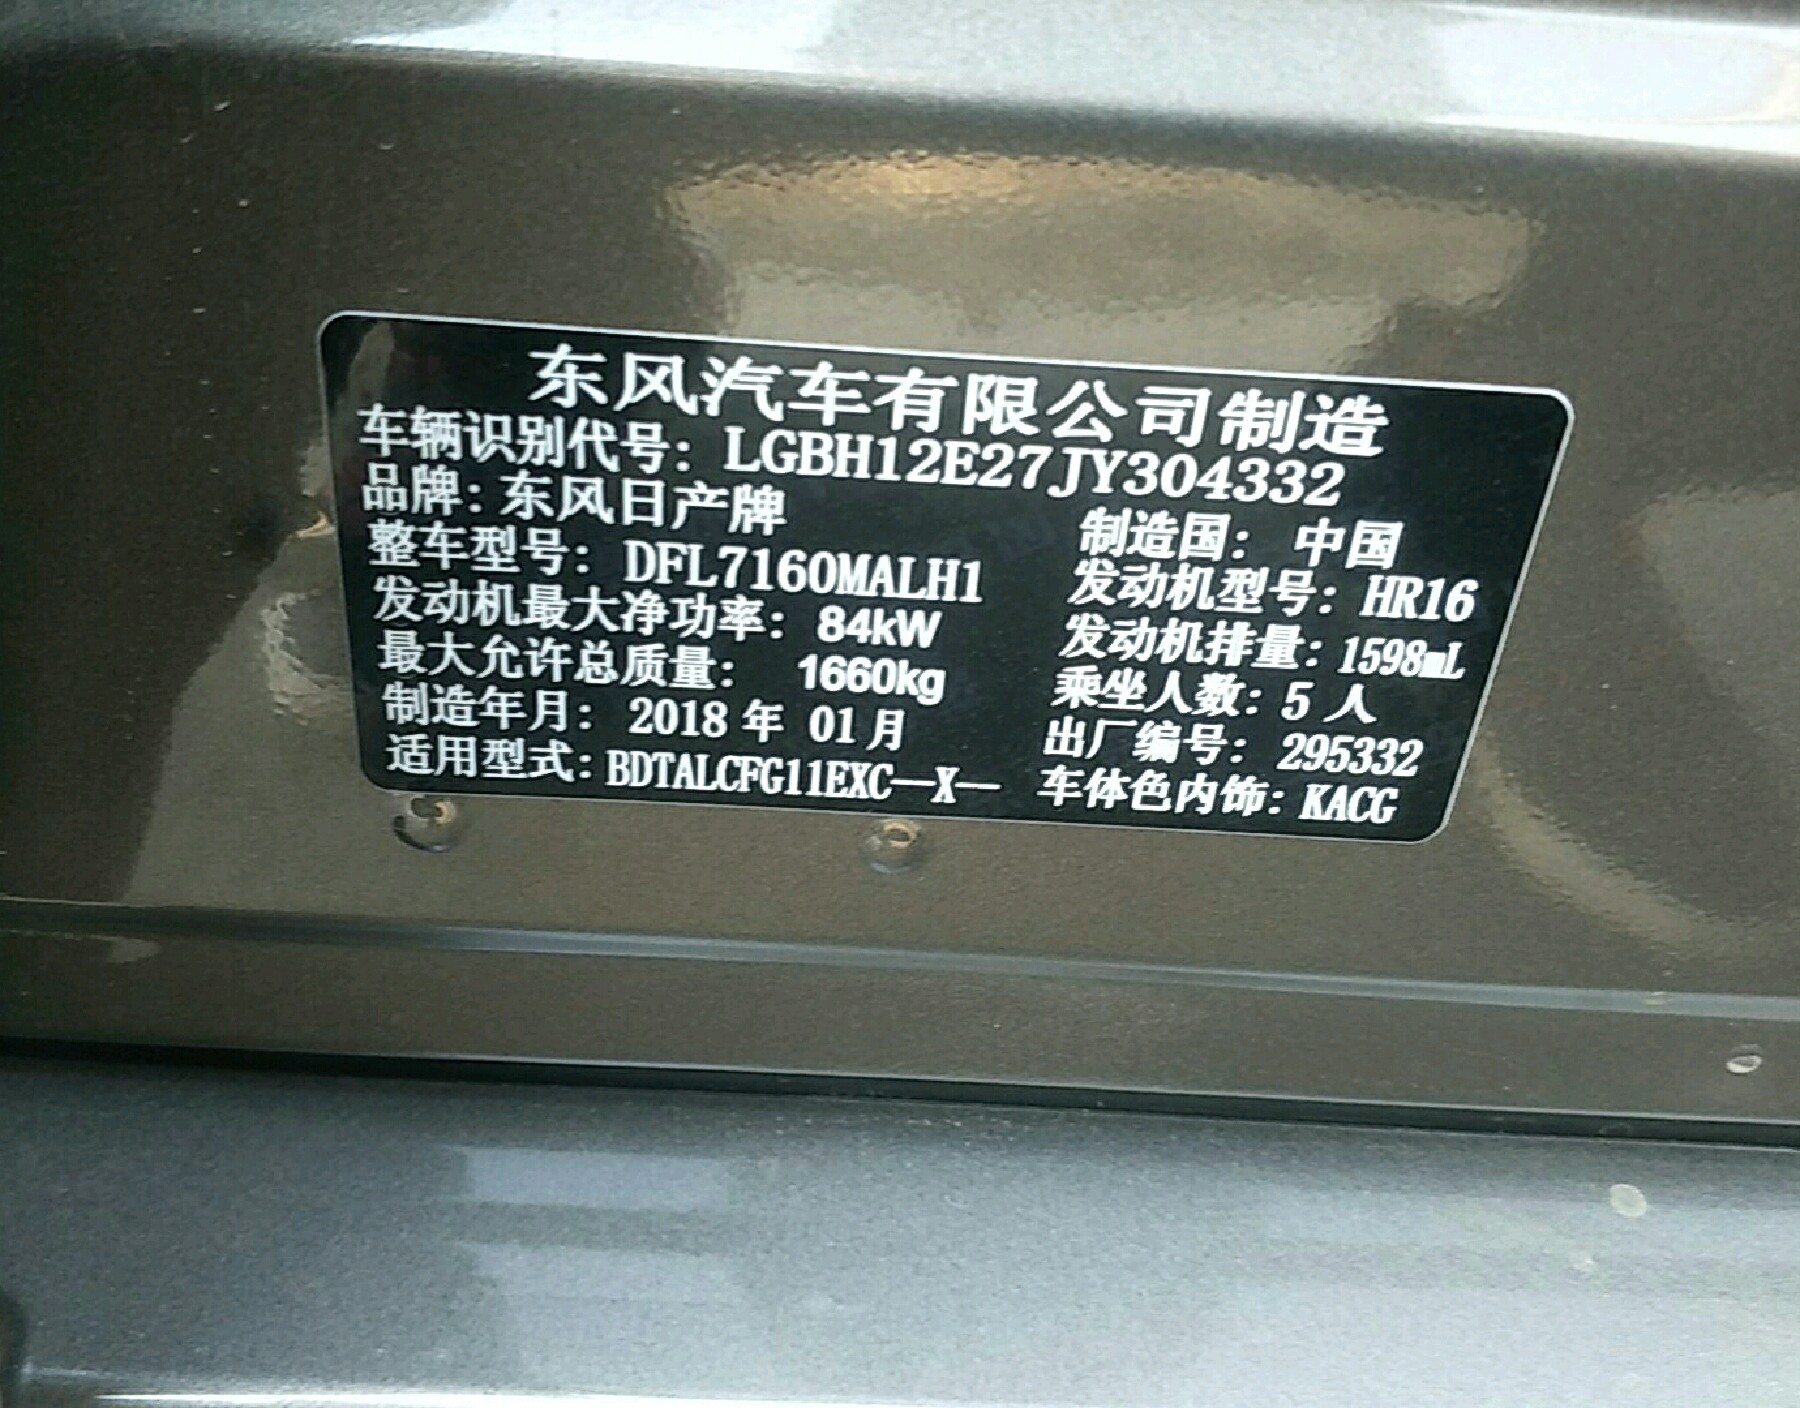 东风汽车有限公司制造
车辆识别代号：LGBH12E27JY304332
品牌：东风日产牌 制造国：中国
整车型号：DFL7160MALH1 发动机型号：HR16
发动机最大净功率：84kW 发动机排量：1598mL
最大允许总质量：1660kg 乘坐人数：5 人
制造年月：2018 年 01 月 出厂编号：295332
适用型式：BDTALCFG11EXC—X— 车体色内饰：KACG